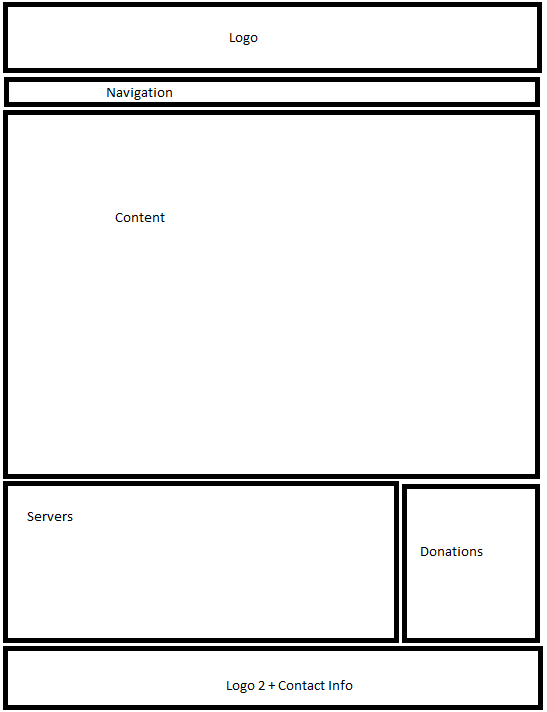 Logo
Navigation
Content
Servers
Donations
Logo 2 + Contact Info